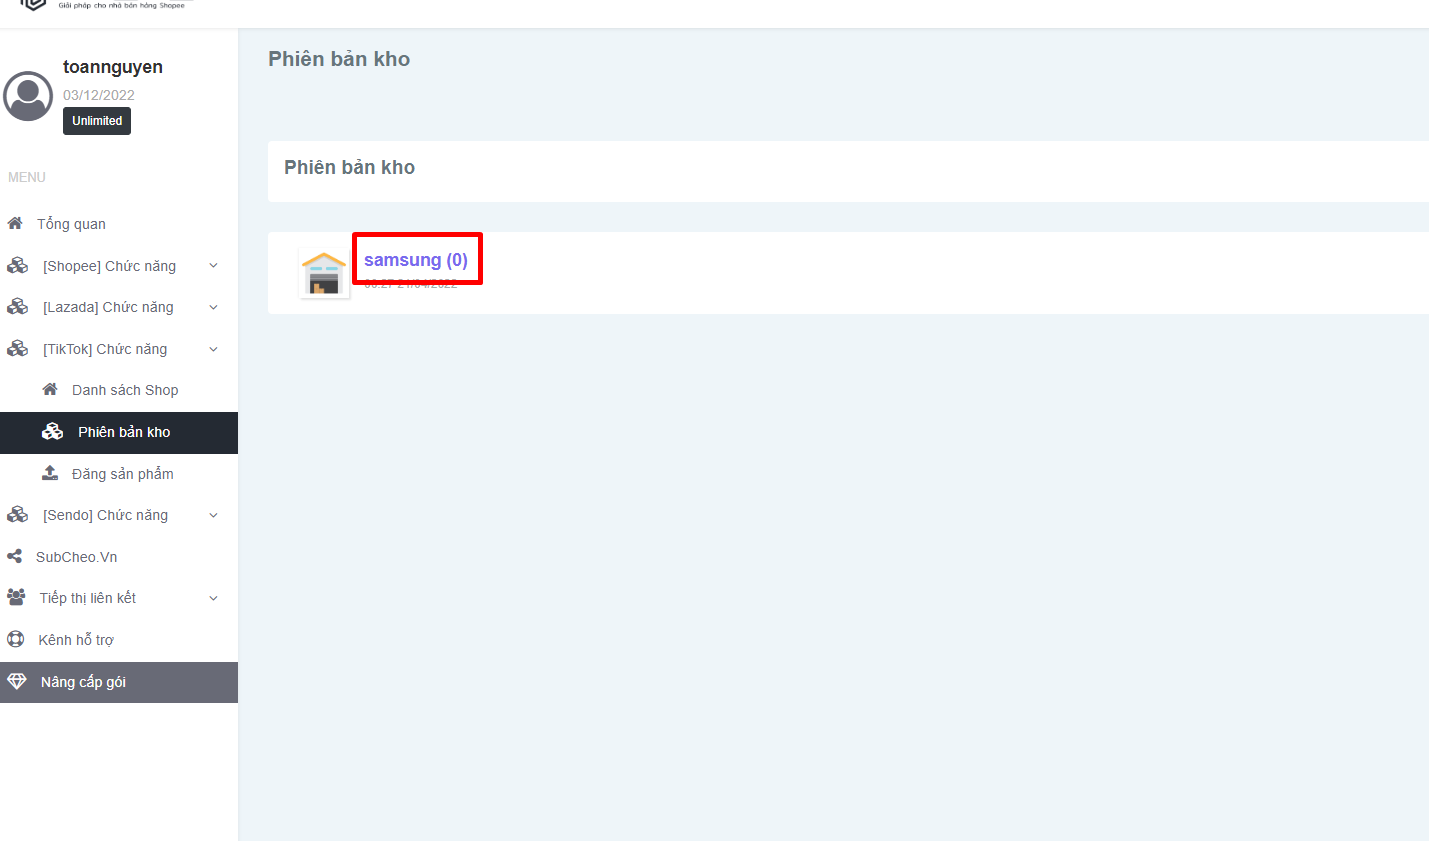 Giải pháp cho nhà bán hàng Shopee
toannguyen
03/12/2022
Unlimited
MENU
Tổng quan
[Shopee] Chức năng
[Lazada] Chức năng
[TikTok] Chức năng
Danh sách Shop
Phiên bản kho
Đăng sản phẩm
[Sendo] Chức năng
SubCheo.Vn
Tiếp thị liên kết
Kênh hỗ trợ
Nâng cấp gói
Phiên bản kho
Phiên bản kho
samsung (0)